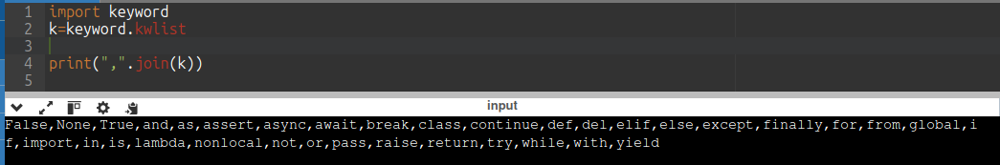 1 import keyword
2 k=keyword.kwlist
3
4 print(",".join(k))
5
input
False,None,True,and,as,assert,async,await,break,class,continue,def,del,elif,else,except,finally,for,from,global,i
f,import,in,is,lambda,nonlocal,not,or,pass,raise,return,try,while,with,yield